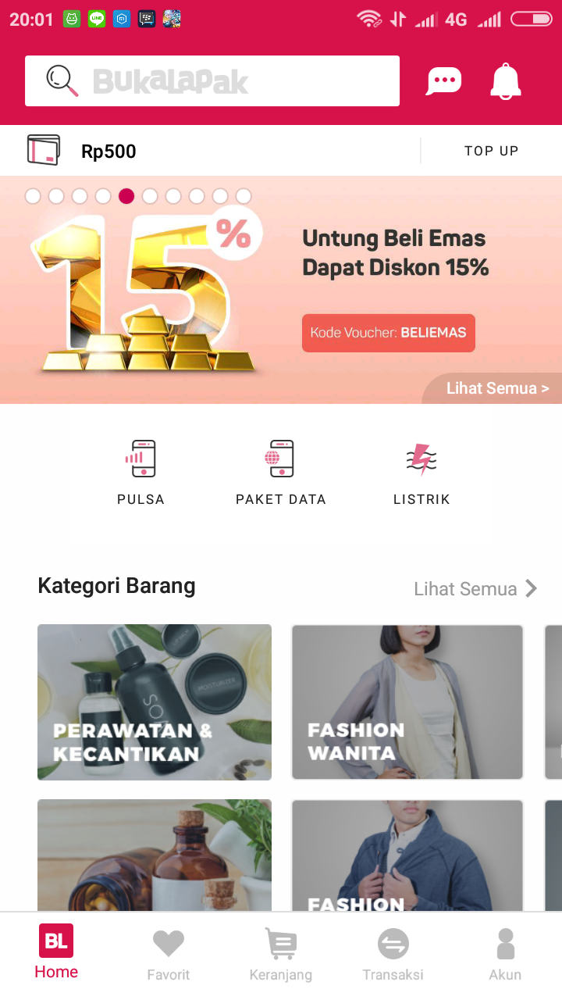 20:01
4G
BukaLapak
Rp500
TOP UP
15%
Untung Beli Emas
Dapat Diskon 15%
Kode Voucher: BELIEMAS
Lihat Semua >
PULSA
PAKET DATA
LISTRIK
Kategori Barang
Lihat Semua
MOISTURIZER
PERAWATAN &
KECANTIKAN
FASHION
WANITA
FASHION
BL
Home
Favorit
Keranjang
Transaksi
Akun